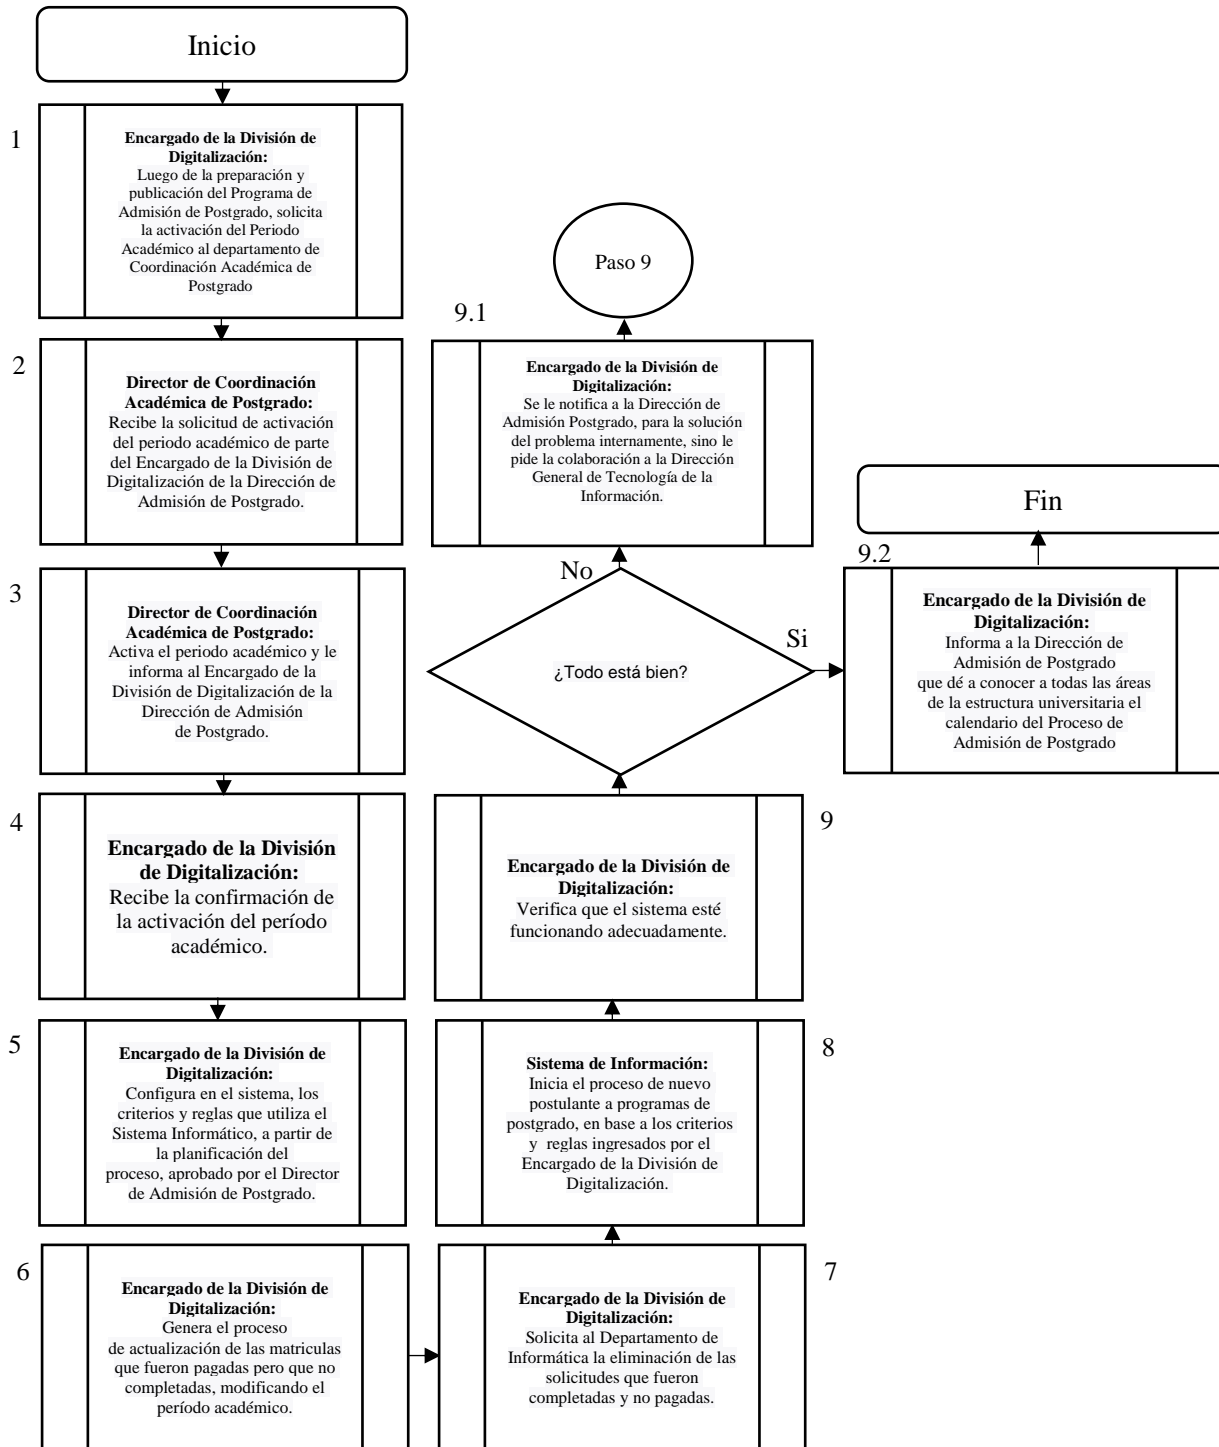 Inicio
1
Encargado de la División de
Digitalización:
Luego de la preparación y
publicación del Programa de
Admisión de Postgrado, solicita
la activación del Periodo
Académico al departamento de
Coordinación Académica de
Postgrado
2
Director de Coordinación
Académica de Postgrado:
Recibe la solicitud de activación
del periodo académico de parte
del Encargado de la División de
Digitalización de la Dirección de
Admisión de Postgrado.
3
Director de Coordinación
Académica de Postgrado:
Activa el periodo académico y le
informa al Encargado de la
División de Digitalización de la
Dirección de Admisión
de Postgrado.
4
Encargado de la División
de Digitalización:
Recibe la confirmación de
la activación del período
académico.
5
Encargado de la División de
Digitalización:
Configura en el sistema, los
criterios y reglas que utiliza el
Sistema Informático, a partir de
la planificación del
proceso, aprobado por el Director
de Admisión de Postgrado.
6
Encargado de la División de
Digitalización:
Genera el proceso
de actualización de las matriculas
que fueron pagadas pero que no
completadas, modificando el
período académico.
7
Encargado de la División de
Digitalización:
Solicita al Departamento de
Informática la eliminación de las
solicitudes que fueron
completadas y no pagadas.
8
Sistema de Información:
Inicia el proceso de nuevo
postulante a programas de
postgrado, en base a los criterios
y reglas ingresados por el
Encargado de la División de
Digitalización.
9
Encargado de la División de
Digitalización:
Verifica que el sistema esté
funcionando adecuadamente.
¿Todo está bien?
No
Si
9.1
Encargado de la División de
Digitalización:
Se le notifica a la Dirección de
Admisión Postgrado, para la solución
del problema internamente, sino le
pide la colaboración a la Dirección
General de Tecnología de la
Información.
Paso 9
9.2
Encargado de la División de
Digitalización:
Informa a la Dirección de
Admisión de Postgrado
que dé a conocer a todas las áreas
de la estructura universitaria el
calendario del Proceso de
Admisión de Postgrado
Fin